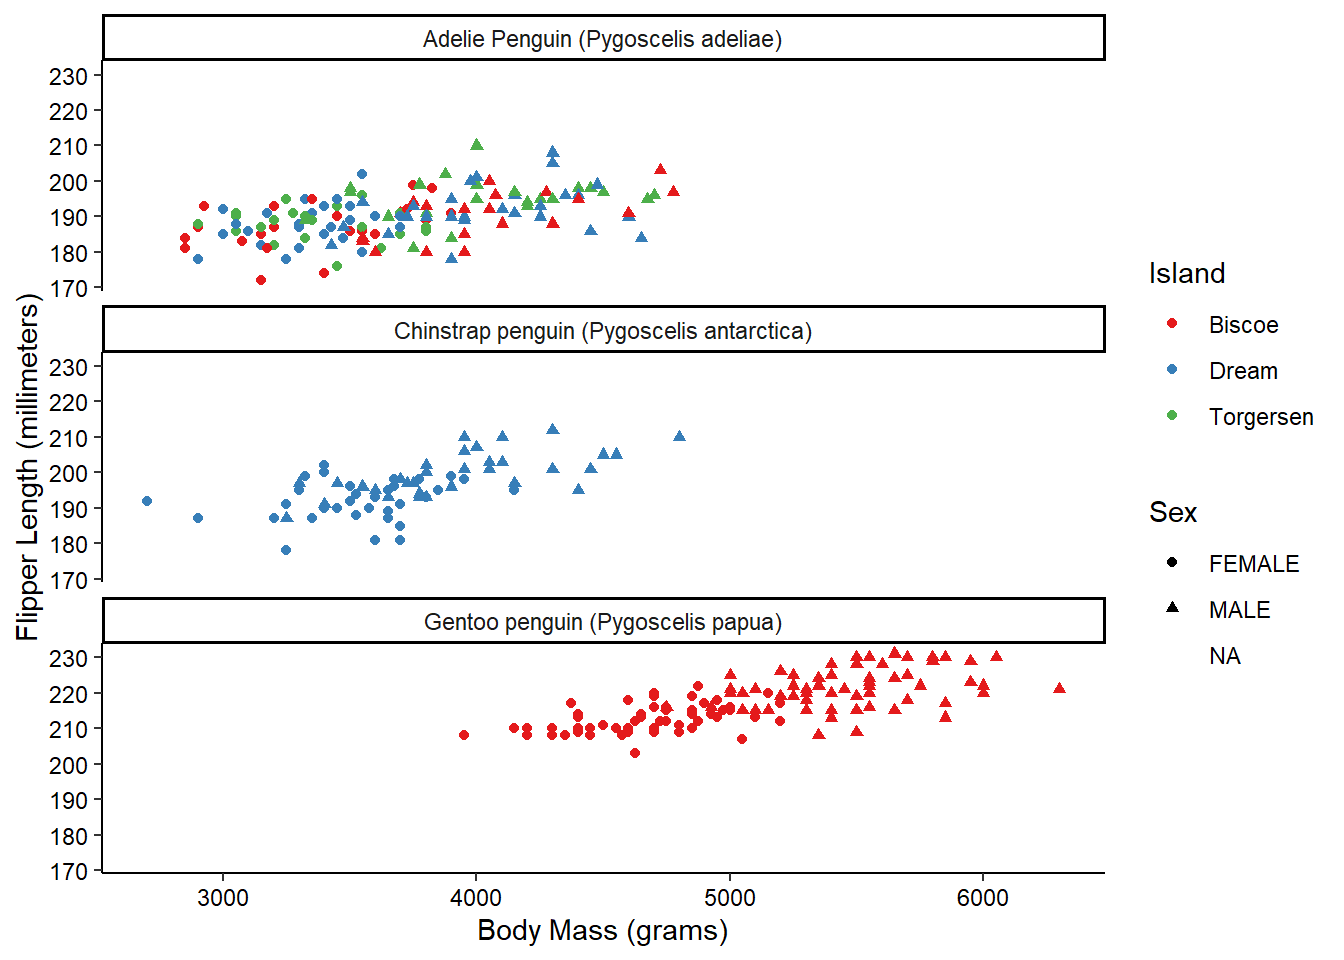 Adelie Penguin (Pygoscelis adeliae)
230
220
210
200
190
180
170
Chinstrap penguin (Pygoscelis antarctica)
230
220
210
200
190
180
170
Gentoo penguin (Pygoscelis papua)
230
220
210
200
190
180
170
Flipper Length (millimeters)
3000 4000 5000 6000
Body Mass (grams)
Island
Biscoe
Dream
Torgersen
Sex
FEMALE
MALE
NA